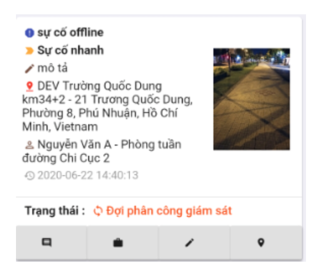 sự cố offline
Sự cố nhanh
mô tả
DEV Trường Quốc Dung
km34+2 - 21 Trương Quốc Dung,
Phường 8, Phú Nhuận, Hồ Chí
Minh, Vietnam
Nguyễn Văn A - Phòng tuần
đường Chi Cục 2
2020-06-22 14:40:13
Trạng thái : Đợi phân công giám sát